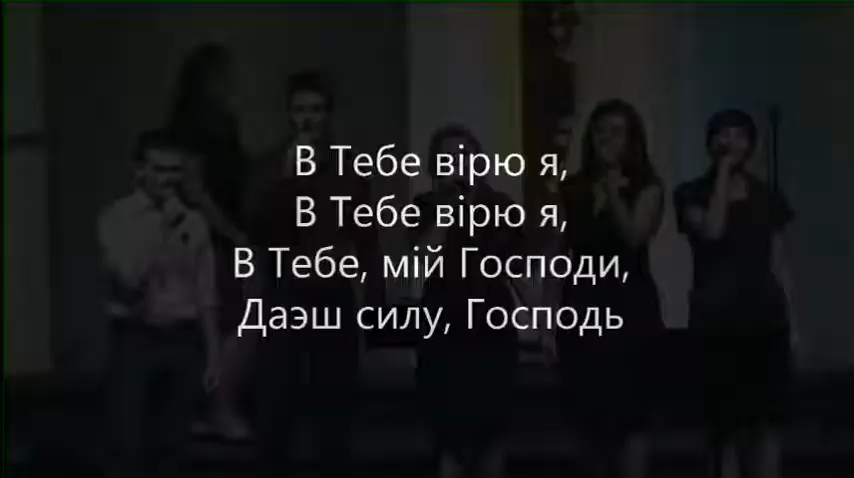 В Тебе вірю я,
В Тебе вірю я,
В Тебе, мій Господи,
Даэш силу, Господь